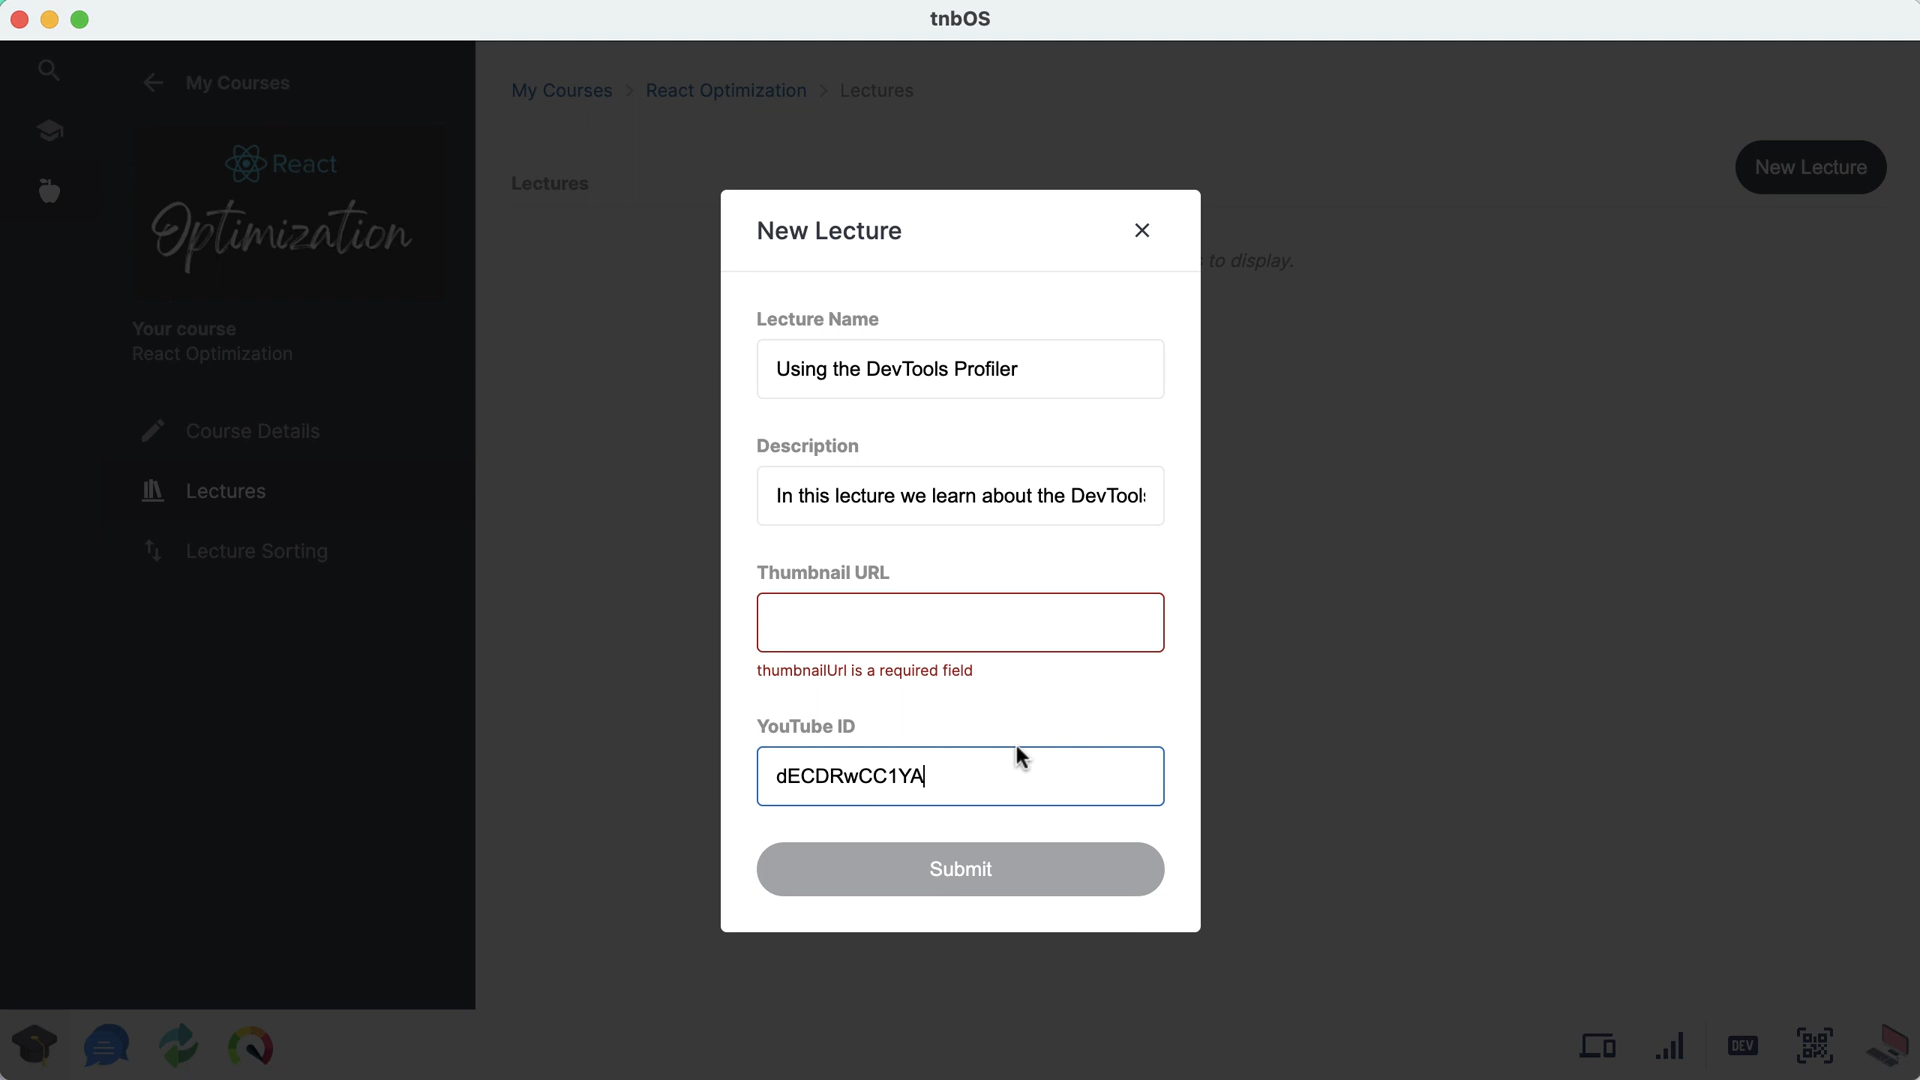 tnbOS
My Courses
My Courses > React Optimization > Lectures
React
Optimization
Lectures
New Lecture
New Lecture
to display.
Your course
React Optimization
Course Details
Lectures
Lecture Sorting
Lecture Name
Using the DevTools Profiler
Description
In this lecture we learn about the DevTools
Thumbnail URL
thumbnailUrl is a required field
YouTube ID
dECDRwCC1YA
Submit
DEV